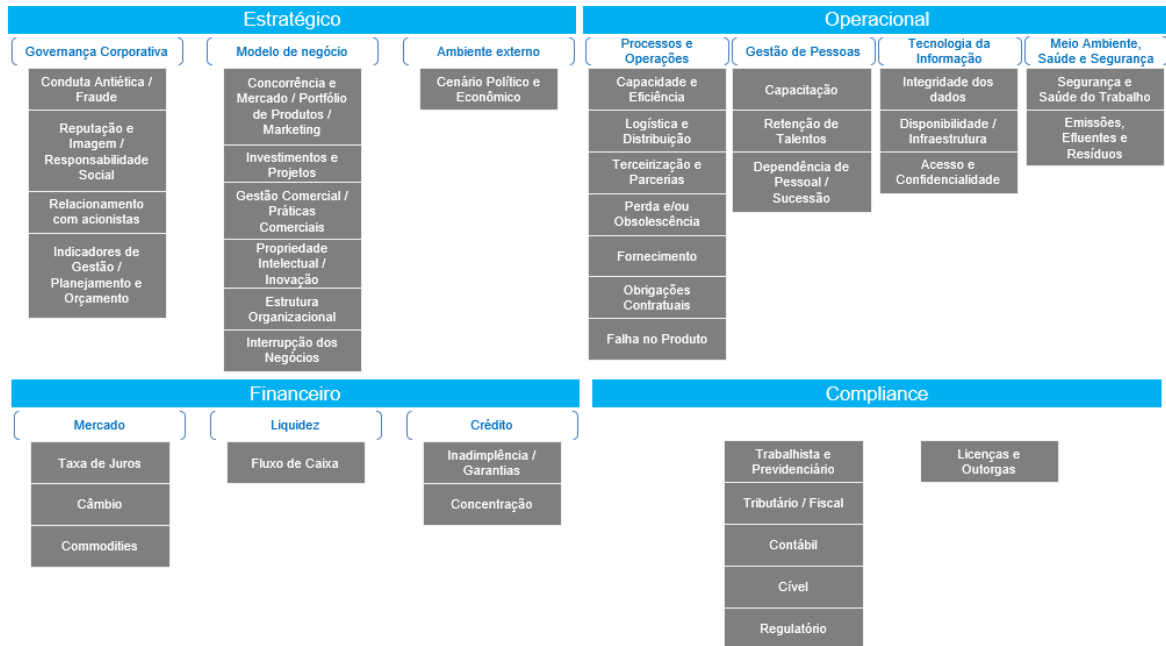 Estratégico
Governança Corporativa
Conduta Antiética /
Fraude
Reputação e
Imagem /
Responsabilidade
Social
Relacionamento
com acionistas
Indicadores de
Gestão /
Planejamento e
Orçamento
Modelo de negócio
Concorrência e
Mercado / Portfólio
de Produtos /
Marketing
Investimentos e
Projetos
Gestão Comercial /
Práticas
Comerciais
Propriedade
Intelectual /
Inovação
Estrutura
Organizacional
Interrupção dos
Negócios
Ambiente externo
Cenário Político e
Econômico
Operacional
Processos e
Operações
Capacidade e
Eficiência
Logística e
Distribuição
Terceirização e
Parcerias
Perda e/ou
Obsolescência
Fornecimento
Obrigações
Contratuais
Falha no Produto
Gestão de Pessoas
Capacitação
Retenção de
Talentos
Dependência de
Pessoal /
Sucessão
Tecnologia da
Informação
Integridade dos
dados
Disponibilidade /
Infraestrutura
Acesso e
Confidencialidade
Meio Ambiente,
Saúde e Segurança
Segurança e
Saúde do Trabalho
Emissões,
Efluentes e
Resíduos
Financeiro
Mercado
Taxa de Juros
Câmbio
Commodities
Liquidez
Fluxo de Caixa
Crédito
Inadimplência /
Garantias
Concentração
Compliance
Trabalhista e
Previdenciário
Tributário / Fiscal
Contábil
Cível
Regulatório
Licenças e
Outorgas